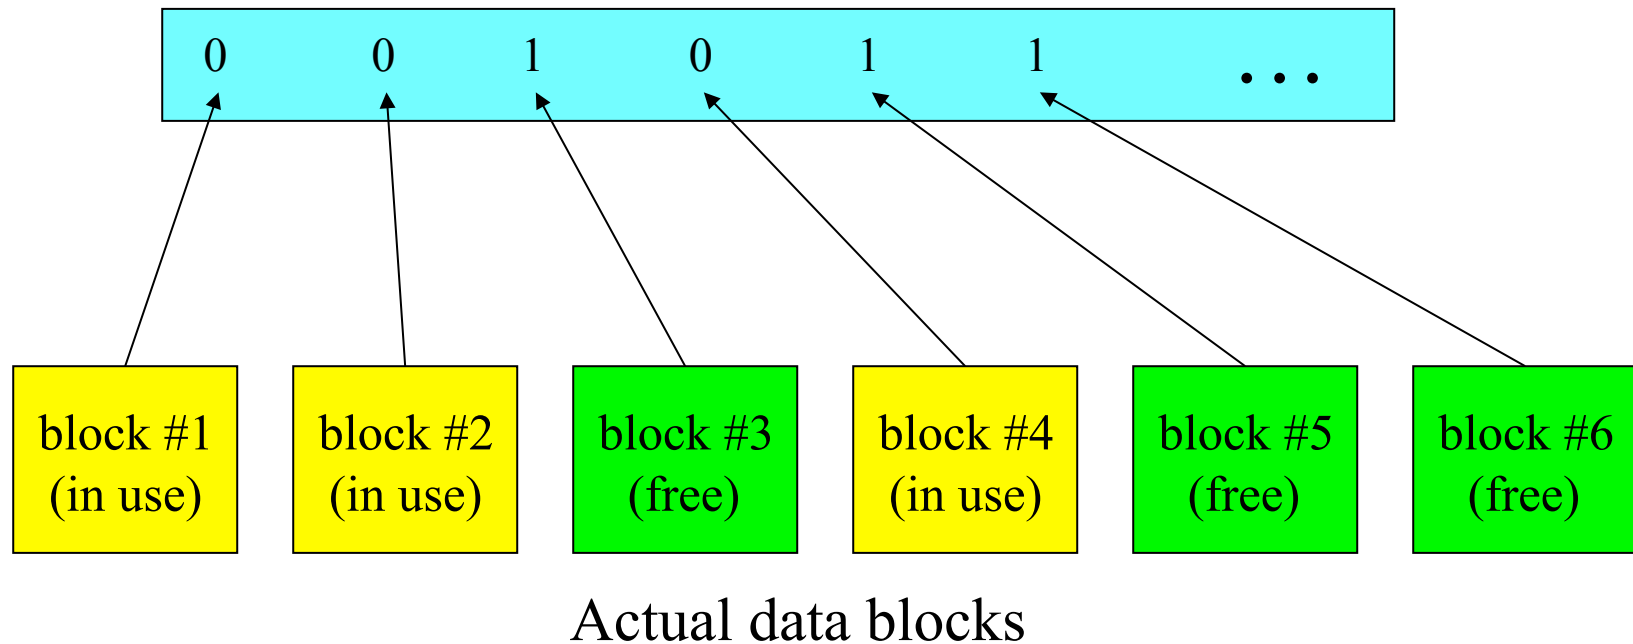 0 0 1 0 1 1 ...
block #1 block #2 block #3 block #4 block #5 block #6
(in use) (in use) (free) (in use) (free) (free)
Actual data blocks